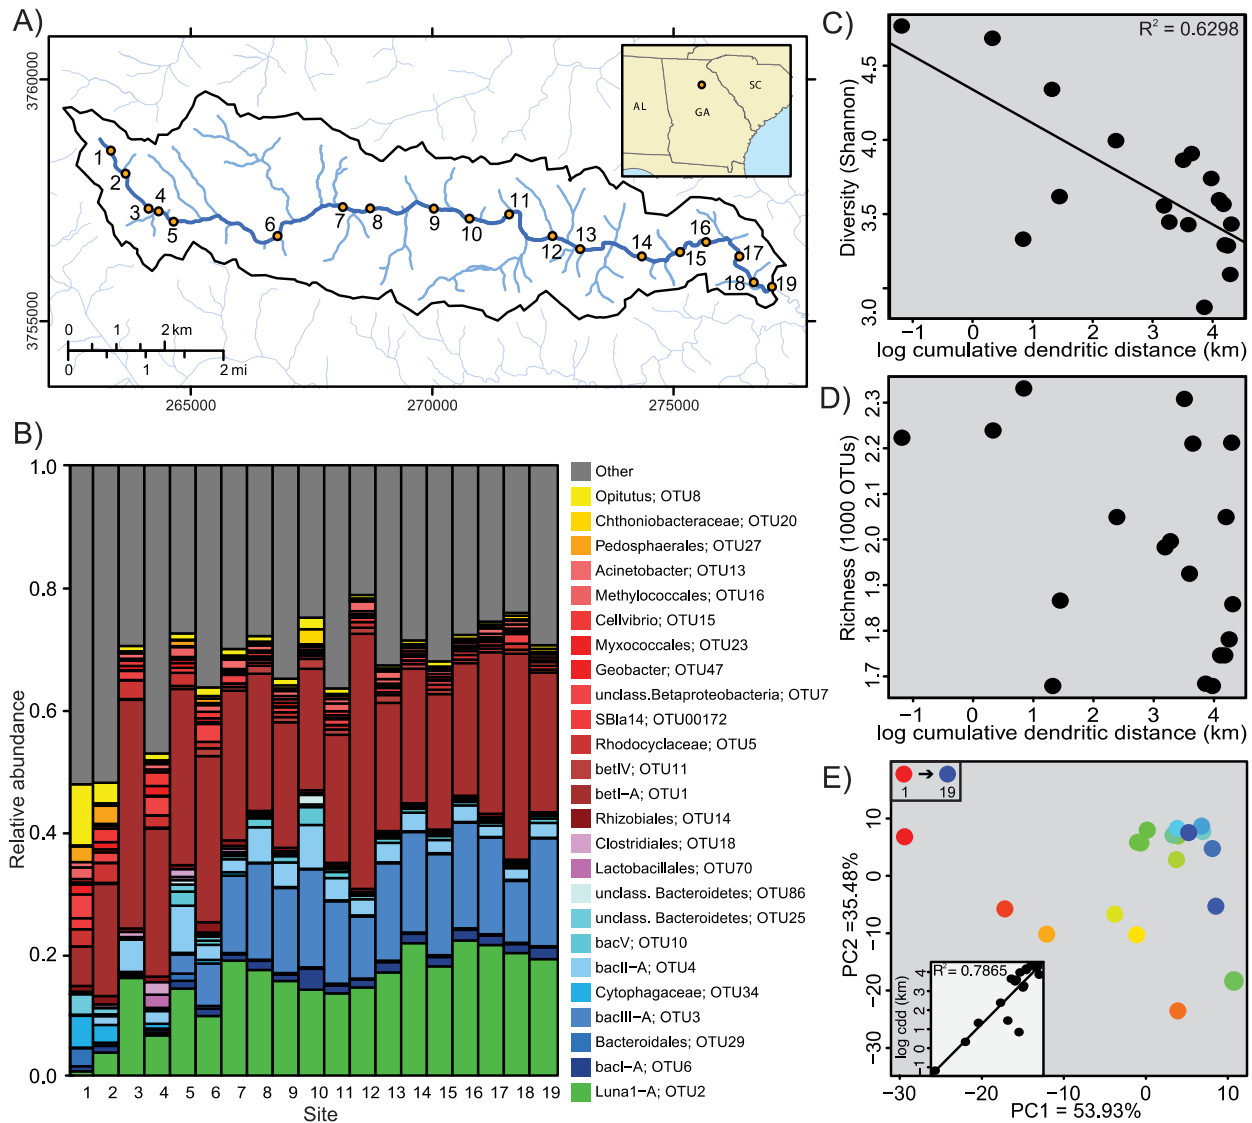 A)
3760000
3755000
265000
270000
275000
1
2
3
4
5
6
7
8
9
10
11
12
13
14
15
16
17
18
19
AL
GA
SC
0 1 2 km
0 1 2 mi
B)
Relative abundance
1.0
0.8
0.6
0.4
0.2
0.0
1 2 3 4 5 6 7 8 9 10 11 12 13 14 15 16 17 18 19
Site
Other
Opitutus; OTU8
Chthoniobacteraceae; OTU20
Pedosphaerales; OTU27
Acinetobacter; OTU13
Methylococcales; OTU16
Cellvibrio; OTU15
Myxococcales; OTU23
Geobacter; OTU47
unclass.Betaproteobacteria; OTU7
SBla14; OTU00172
Rhodocyclaceae; OTU5
betIV; OTU11
betI-A; OTU1
Rhizobiales; OTU14
Clostridiales; OTU18
Lactobacillales; OTU70
unclass. Bacteroidetes; OTU86
unclass. Bacteroidetes; OTU25
bacV; OTU10
bacII-A; OTU4
Cytophagaceae; OTU34
bacIII-A; OTU3
Bacteroidales; OTU29
bacI-A; OTU6
Luna1-A; OTU2
C)
R² = 0.6298
Diversity (Shannon)
4.5
4.0
3.5
3.0
−1 0 1 2 3 4
log cumulative dendritic distance (km)
D)
Richness (1000 OTUs)
2.3
2.2
2.1
2.0
1.9
1.8
1.7
−1 0 1 2 3 4
log cumulative dendritic distance (km)
E)
1 → 19
PC2 =35.48%
10
0
−10
−20
−30
R²= 0.7865
log cdd (km)
4
3
2
1
0
−1
−30 −20 −10 0 10
PC1 = 53.93%